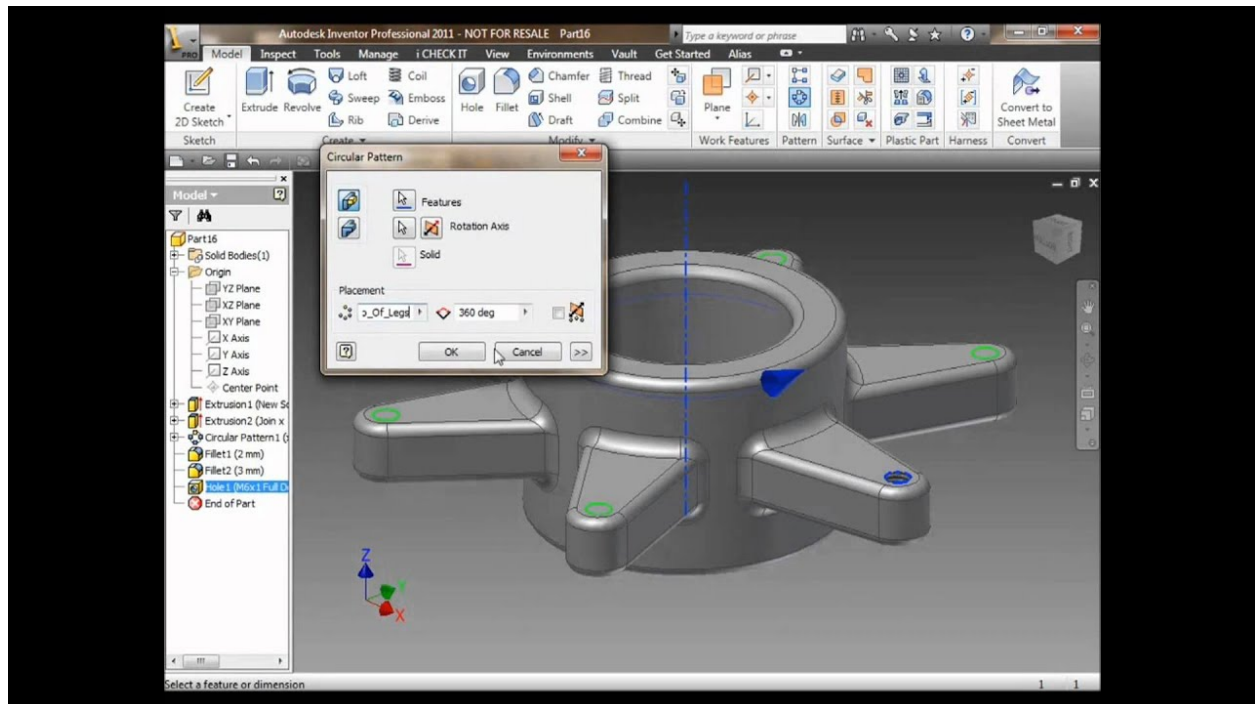 Autodesk Inventor Professional 2011 - NOT FOR RESALE Part16
Type a keyword or phrase
PRO Model Inspect Tools Manage i CHECK IT View Environments Vault Get Started Alias
Create 2D Sketch
Extrude Revolve
Loft Coil
Sweep Emboss
Rib Derive
Hole Fillet
Chamfer Thread
Shell Split
Draft Combine
Plane
Convert to Sheet Metal
Sketch Create Modify Work Features Pattern Surface Plastic Part Harness Convert
Circular Pattern
Features
Rotation Axis
Solid
Placement
_Of_Legs 360 deg
OK Cancel >>
Model
Part16
Solid Bodies(1)
Origin
YZ Plane
XZ Plane
XY Plane
X Axis
Y Axis
Z Axis
Center Point
Extrusion1 (New So
Extrusion2 (Join x
Circular Pattern1 (
Fillet1 (2 mm)
Fillet2 (3 mm)
Hole1 (M6x1 Full D
End of Part
Z
Y
X
Select a feature or dimension
1 1